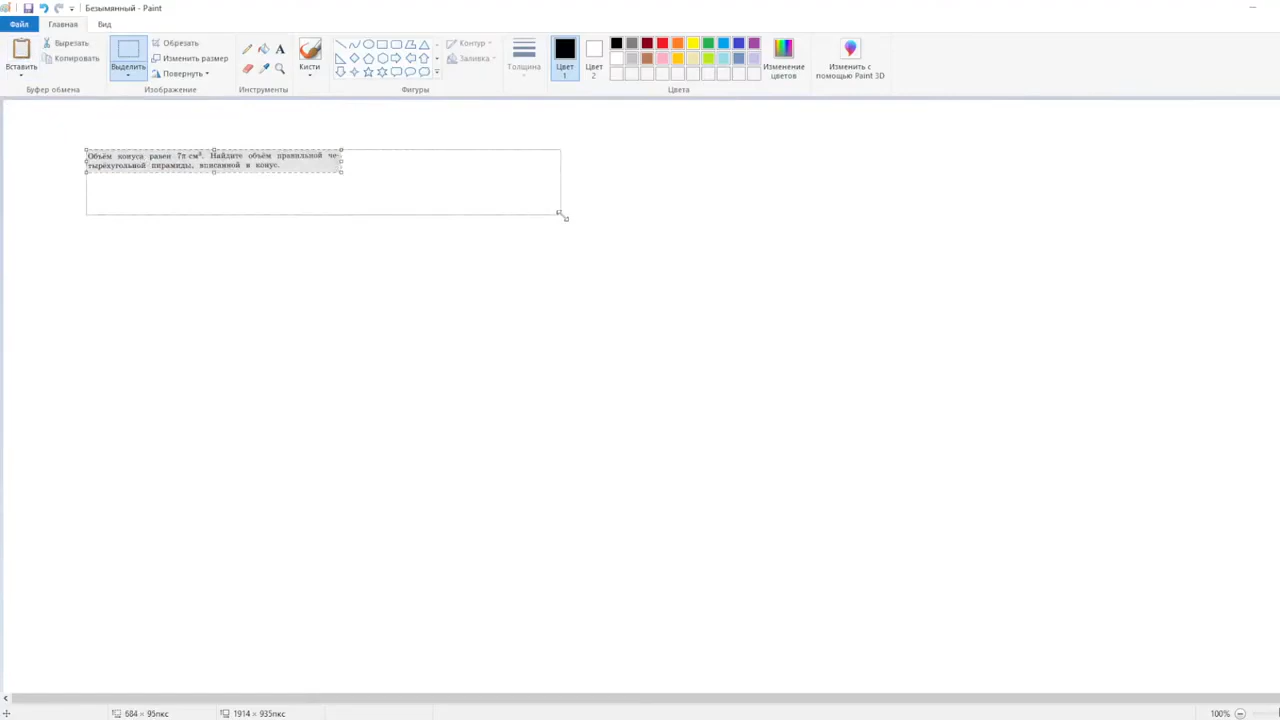 Безымянный - Paint
Файл
Главная
Вид
Вставить
Вырезать
Копировать
Буфер обмена
Выделить
Обрезать
Изменить размер
Повернуть
Изображение
A
Инструменты
Кисти
Контур
Заливка
Фигуры
Толщина
Цвет
1
Цвет
2
Цвета
Изменение
цветов
Изменить с
помощью Paint 3D
Объём конуса равен 7π см³. Найдите объём правильной че-
тырёхугольной пирамиды, вписанной в конус.
684 × 95пкс
1914 × 935пкс
100%